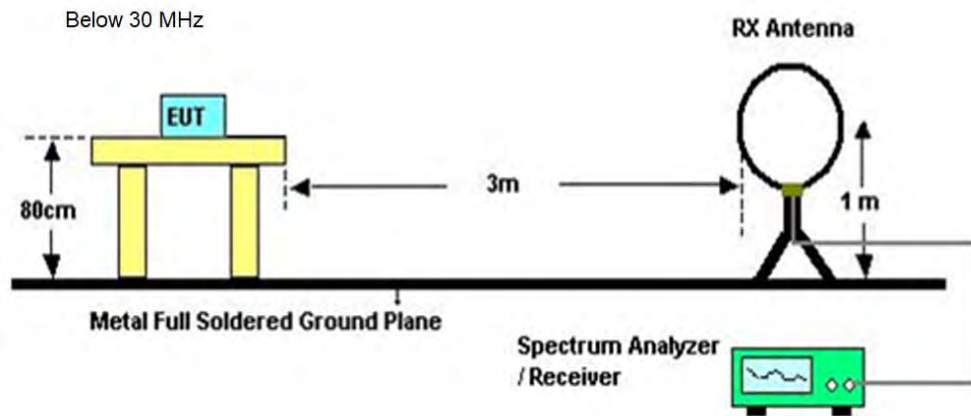 Below 30 MHz
RX Antenna
EUT
80cm
3m
1 m
Metal Full Soldered Ground Plane
Spectrum Analyzer
/ Receiver